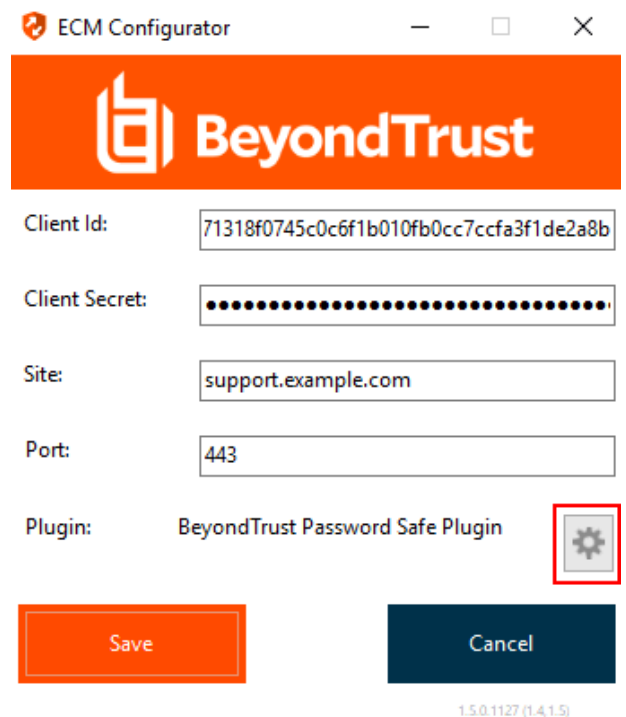 ECM Configurator
BeyondTrust
Client Id: 71318f0745c0c6f1b010fb0cc7ccfa3f1de2a8b
Client Secret: ●●●●●●●●●●●●●●●●●●●●●●●●●●●●●●●●●
Site: support.example.com
Port: 443
Plugin: BeyondTrust Password Safe Plugin
Save Cancel
1.5.0.1127 (1.4,1.5)